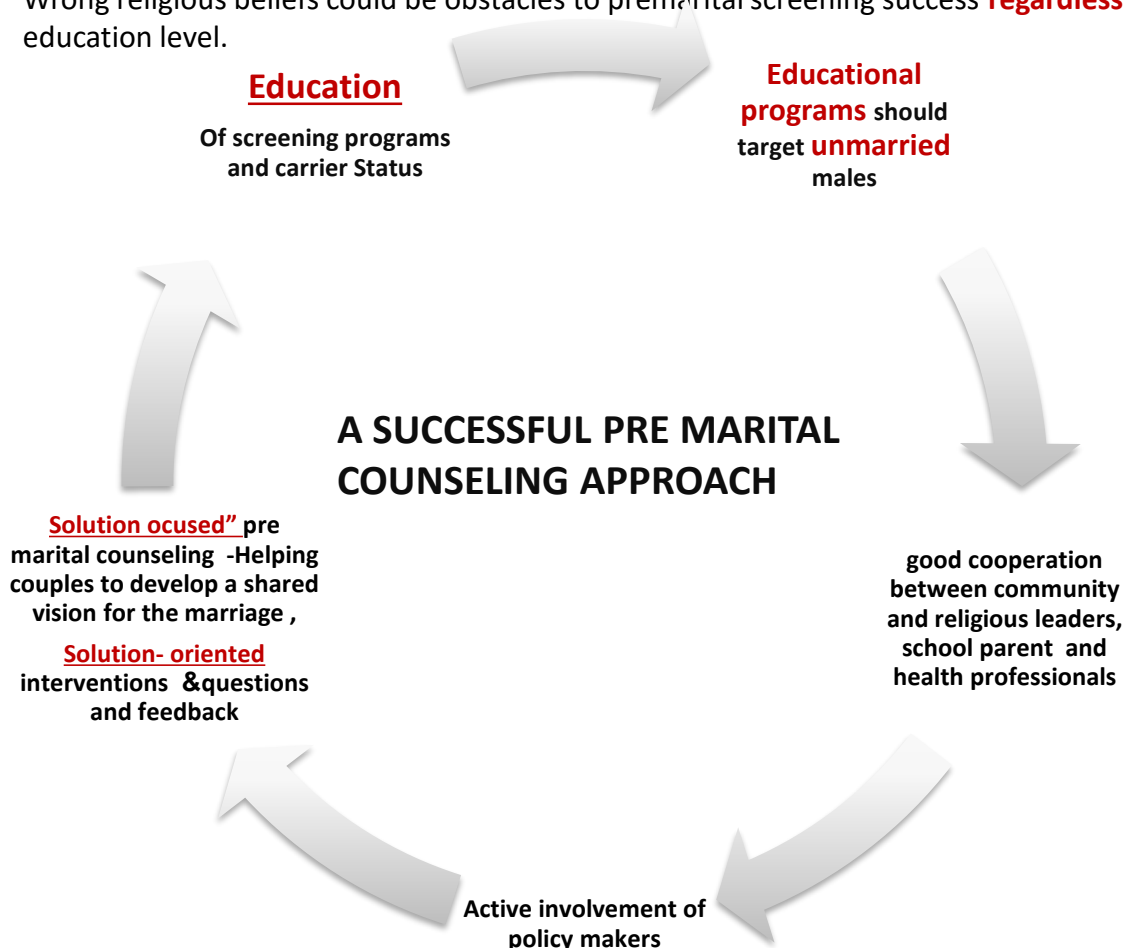 Wrong religious beliefs could be obstacles to premarital screening success regardless
education level.
Education
Of screening programs
and carrier Status
Educational
programs should
target unmarried
males
A SUCCESSFUL PRE MARITAL
COUNSELING APPROACH
good cooperation
between community
and religious leaders,
school parent  and
health professionals
Active involvement of
policy makers
Solution ocused” pre
marital counseling  -Helping
couples to develop a shared
vision for the marriage ,
Solution- oriented
interventions  &questions
and feedback